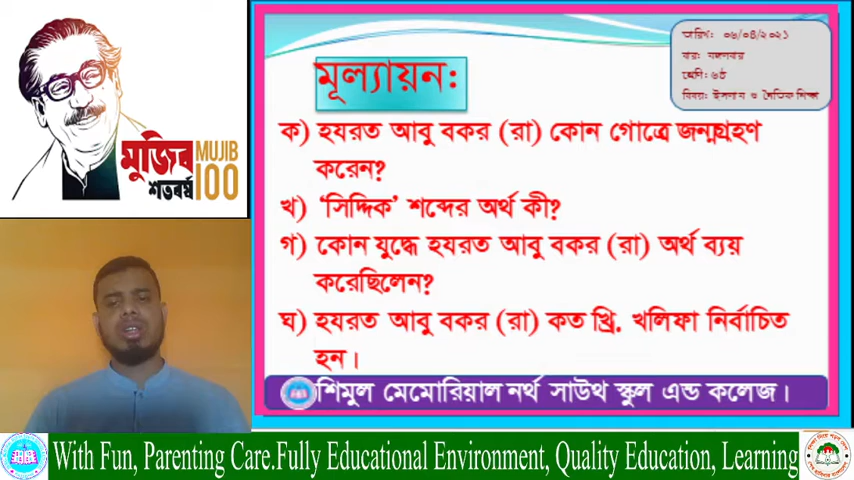 মুজিব
শতবর্ষ
MUJIB
100
মূল্যায়ন:
তারিখ: ০৬/০৪/২০২১
বার: মঙ্গলবার
শ্রেণি: ৬ষ্ঠ
বিষয়: ইসলাম ও নৈতিক শিক্ষা
ক) হযরত আবু বকর (রা) কোন গোত্রে জন্মগ্রহণ
করেন?
খ) ‘সিদ্দিক’ শব্দের অর্থ কী?
গ) কোন যুদ্ধে হযরত আবু বকর (রা) অর্থ ব্যয়
করেছিলেন?
ঘ) হযরত আবু বকর (রা) কত খ্রি. খলিফা নির্বাচিত
হন।
শিমুল মেমোরিয়াল নর্থ সাউথ স্কুল এন্ড কলেজ।
With Fun, Parenting Care.Fully Educational Environment, Quality Education, Learning